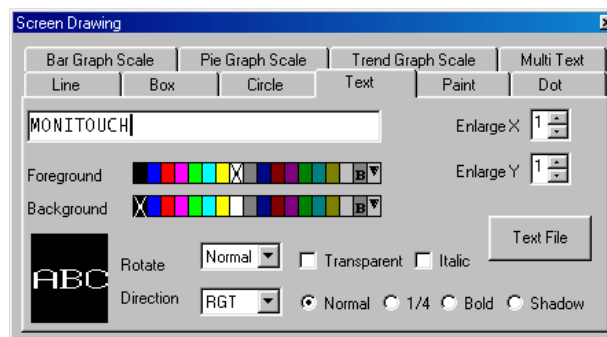 Screen Drawing
Bar Graph Scale Pie Graph Scale Trend Graph Scale Multi Text
Line Box Circle Text Paint Dot
MONITOUCH Enlarge X 1
Foreground B Enlarge Y 1
Background B
Text File
ABC Rotate Normal Transparent Italic
Direction RGT Normal 1/4 Bold Shadow